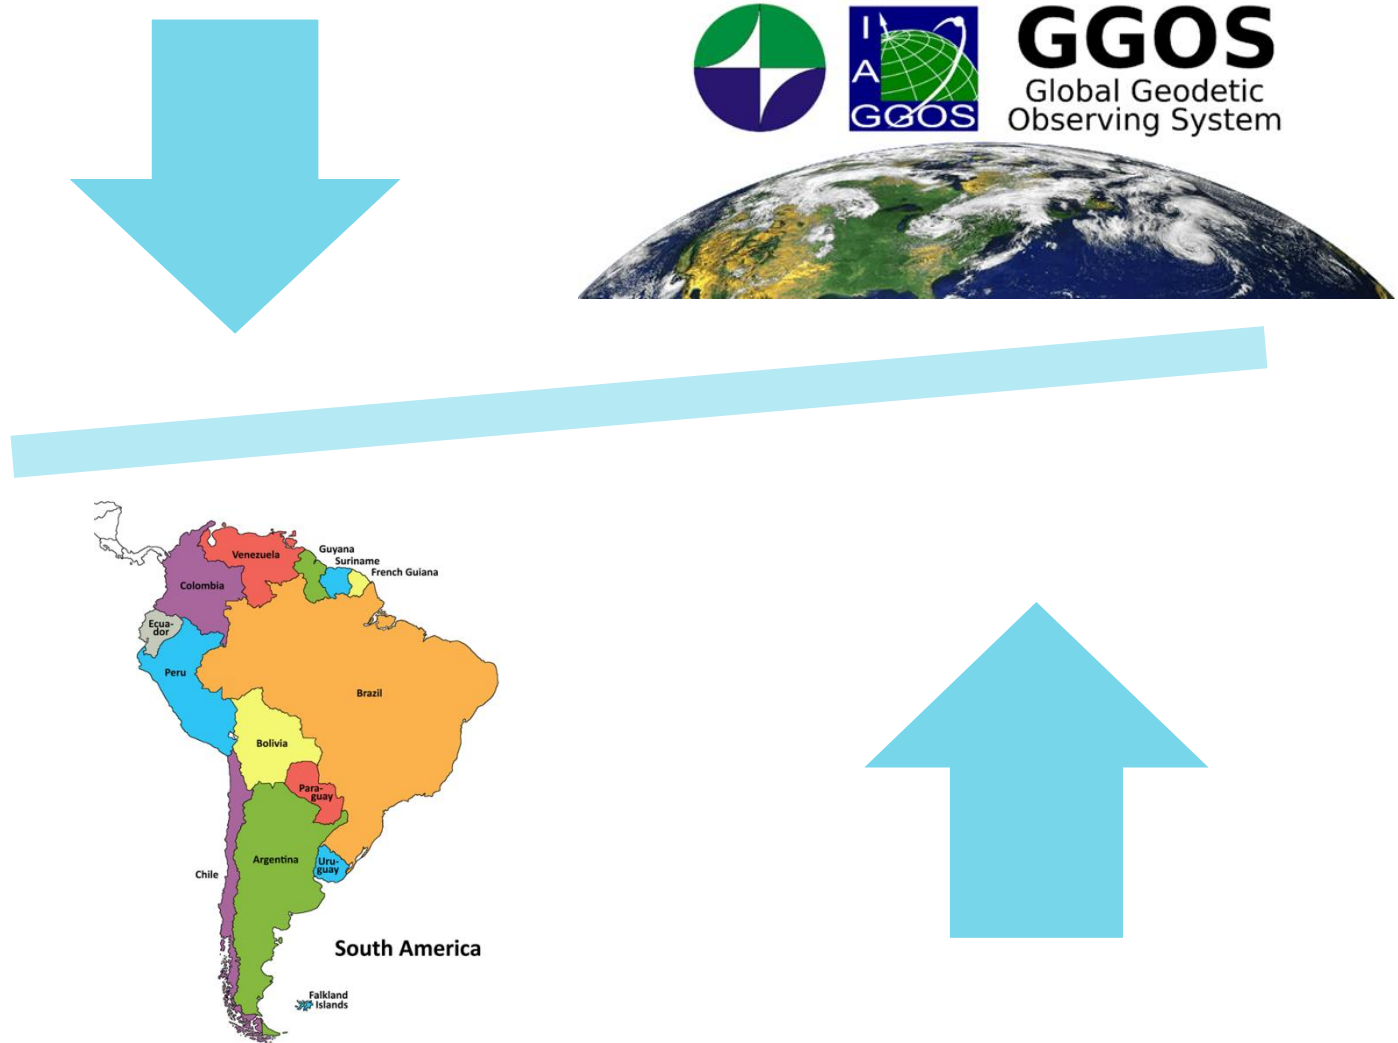 I
A
GGOS
GGOS
Global Geodetic
Observing System
Guyana
Venezuela
Suriname
French Guiana
Colombia
Ecua-
dor
Peru
Brazil
Bolivia
Para-
guay
Argentina
Uru-
guay
Chile
South America
Falkland
Islands